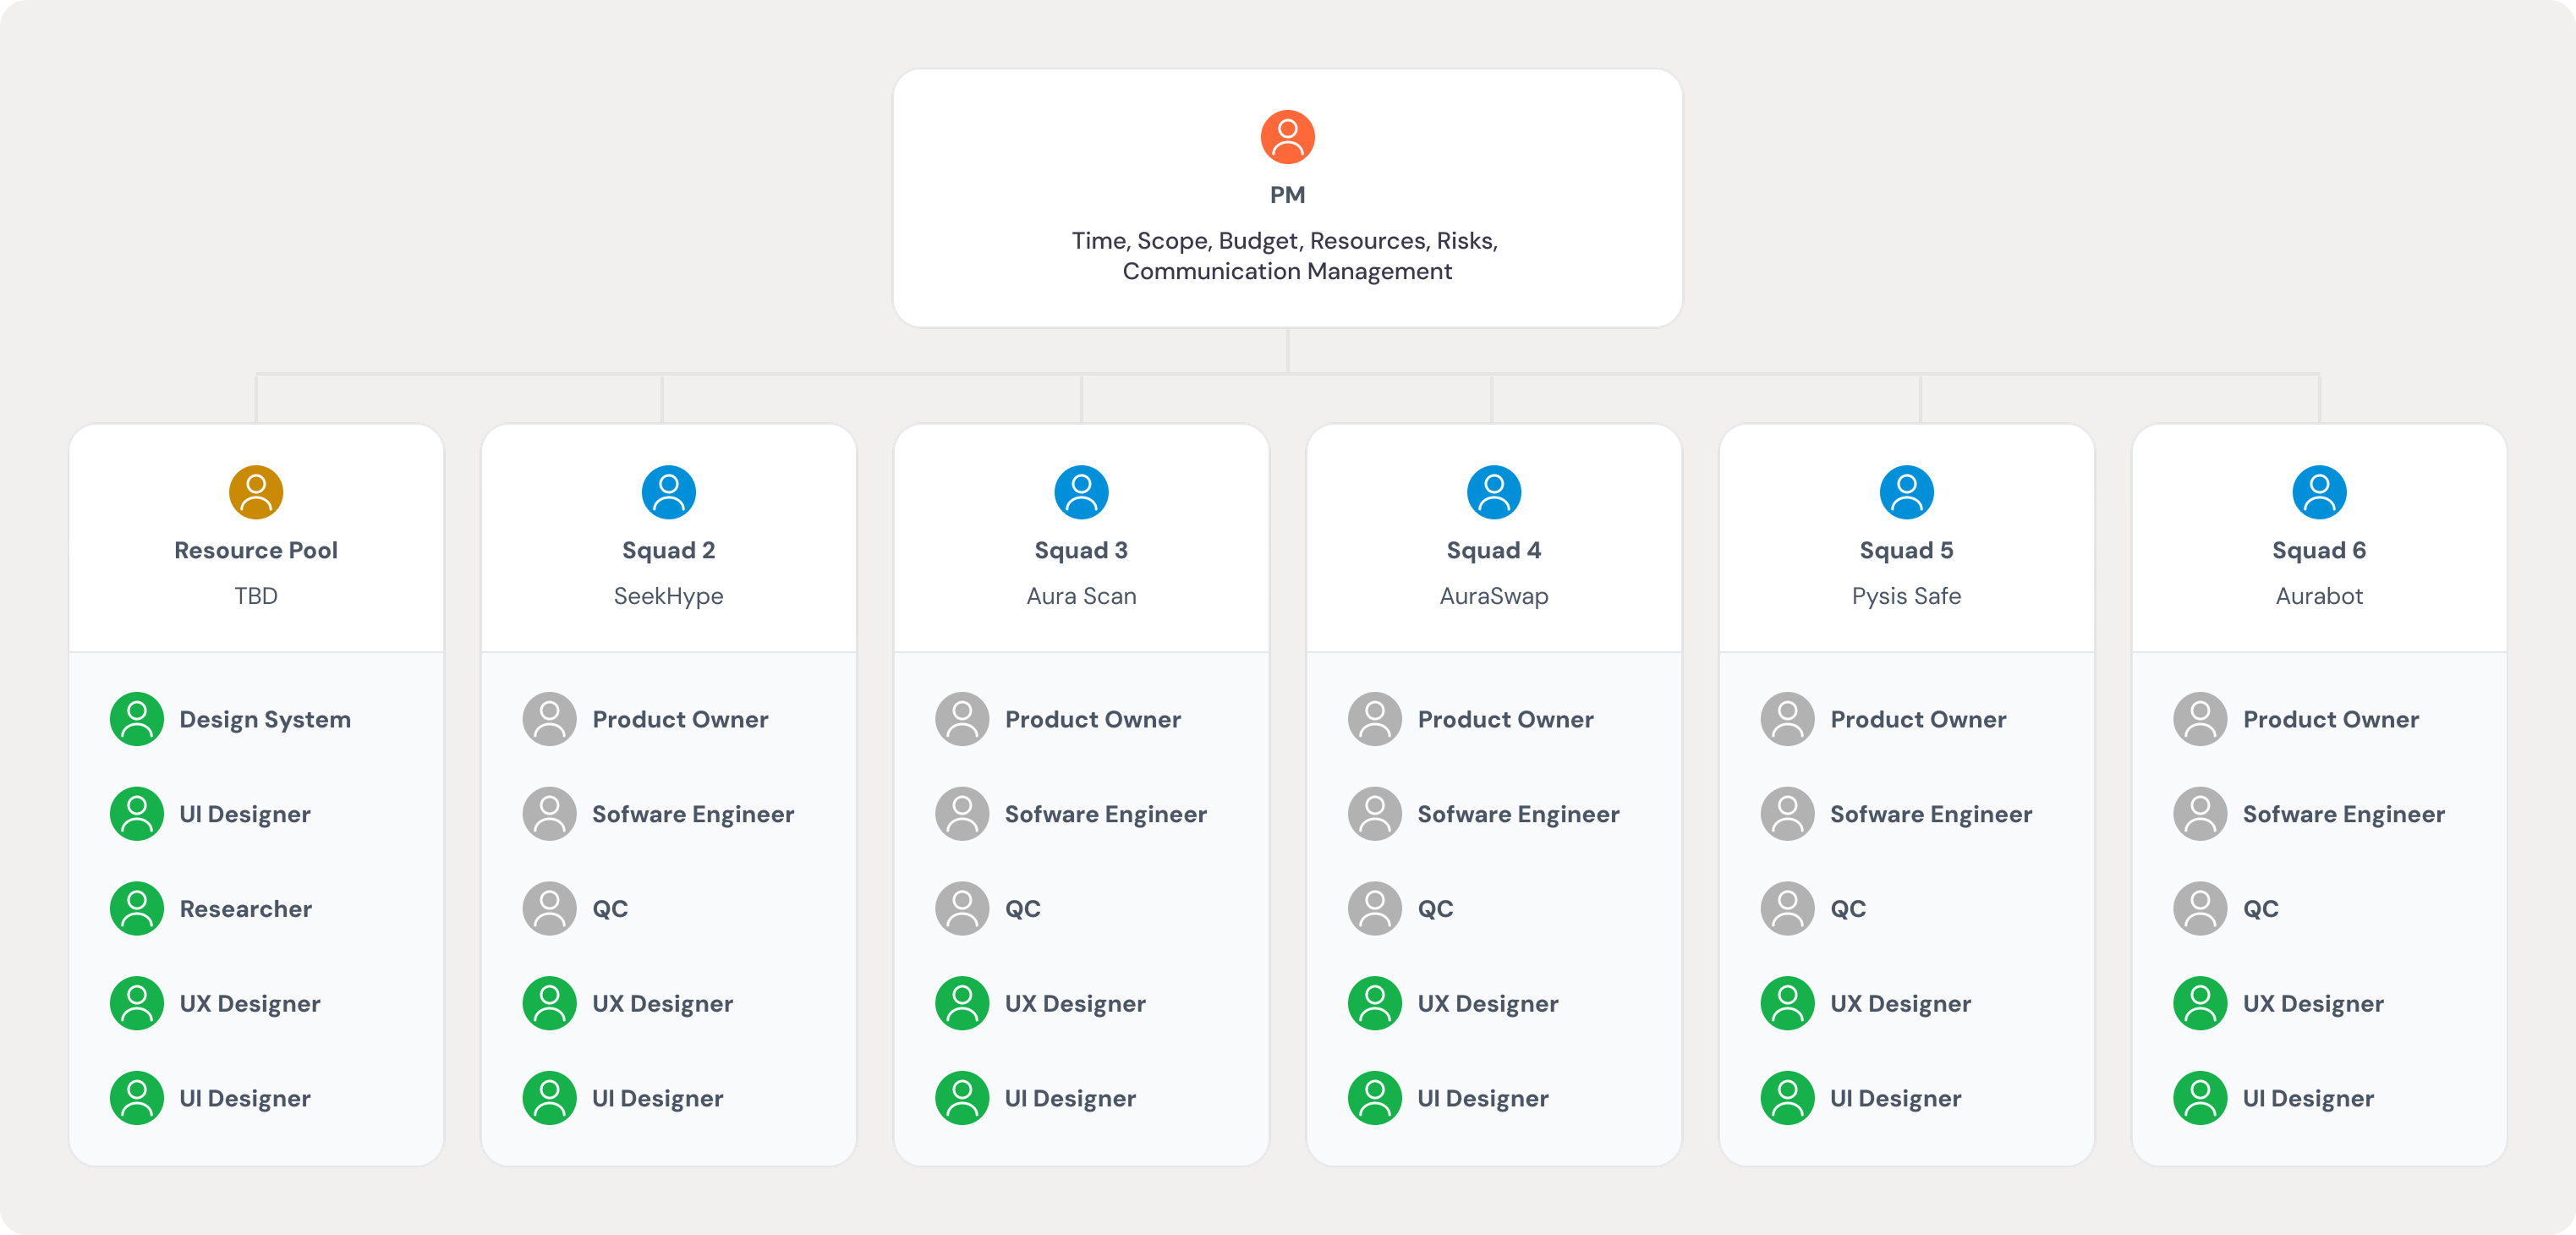 PM
Time, Scope, Budget, Resources, Risks,
Communication Management
Resource Pool
TBD
Design System
UI Designer
Researcher
UX Designer
UI Designer
Squad 2
SeekHype
Product Owner
Sofware Engineer
QC
UX Designer
UI Designer
Squad 3
Aura Scan
Product Owner
Sofware Engineer
QC
UX Designer
UI Designer
Squad 4
AuraSwap
Product Owner
Sofware Engineer
QC
UX Designer
UI Designer
Squad 5
Pysis Safe
Product Owner
Sofware Engineer
QC
UX Designer
UI Designer
Squad 6
Aurabot
Product Owner
Sofware Engineer
QC
UX Designer
UI Designer